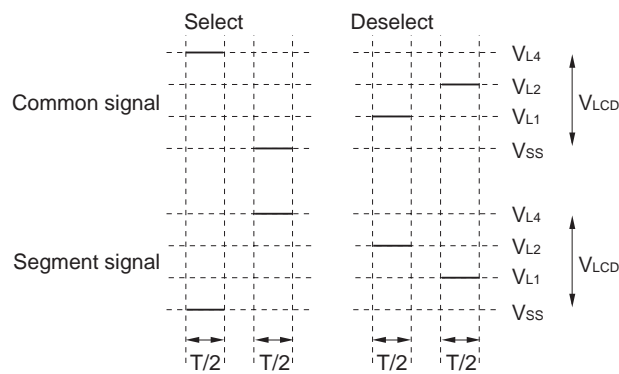 Select Deselect
VL4
VL2
Common signal VLCD
VL1
VSS
VL4
VL2
Segment signal VLCD
VL1
VSS
T/2 T/2 T/2 T/2